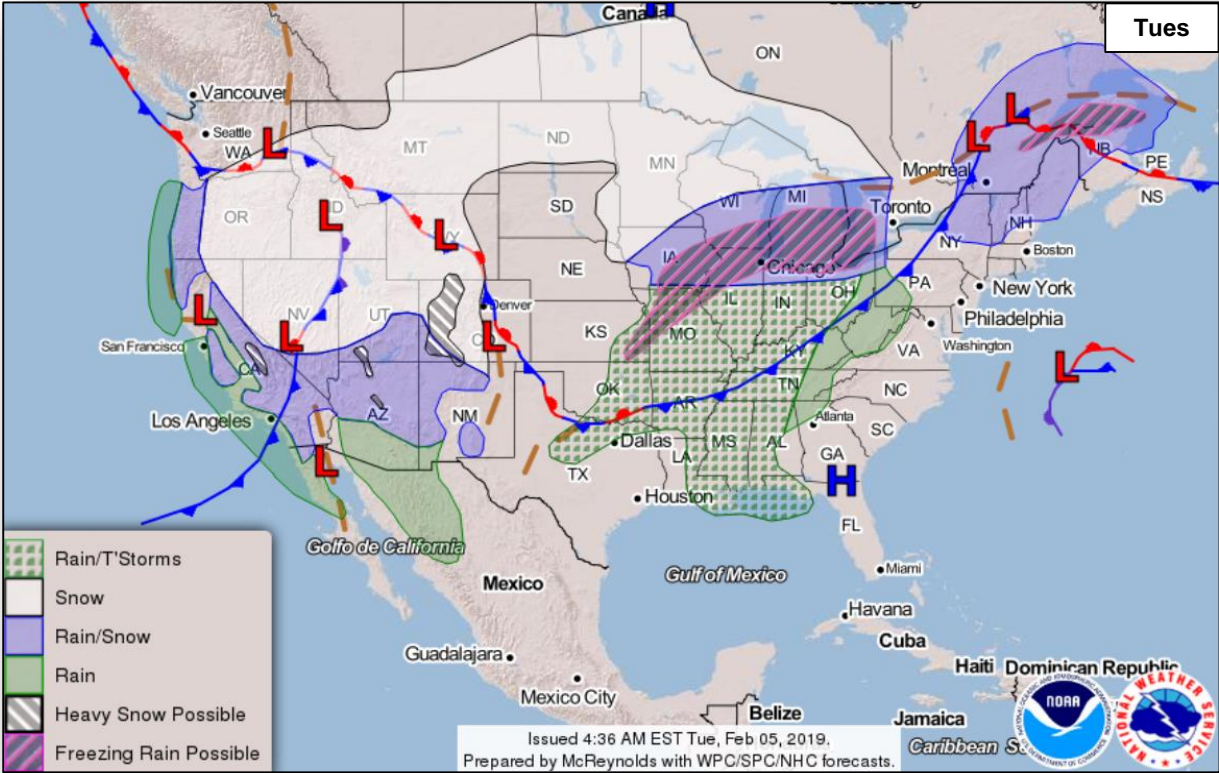 Canada
Tues
ON
Vancouver
Seattle
WA
MT
ND
MN
Montréal
NB
PE
NS
OR
ID
SD
WI
MI
Toronto
NH
NY
Boston
WY
IA
Chicago
PA
New York
NE
IL
IN
OH
Philadelphia
NV
UT
Denver
CO
KS
MO
VA
Washington
San Francisco
CA
KY
OK
TN
NC
Los Angeles
AZ
NM
AR
Atlanta
SC
Dallas
MS
AL
GA
TX
LA
Houston
FL
Golfo de California
Mexico
Gulf of Mexico
Miami
Havana
Cuba
Guadalajara
Haiti
Dominican Republic
Mexico City
Belize
Jamaica
Caribbean S
L
L
L
L
L
L
L
L
L
L
H
H
Rain/T'Storms
Snow
Rain/Snow
Rain
Heavy Snow Possible
Freezing Rain Possible
Issued 4:36 AM EST Tue, Feb 05, 2019.
Prepared by McReynolds with WPC/SPC/NHC forecasts.
NOAA
NATIONAL WEATHER SERVICE